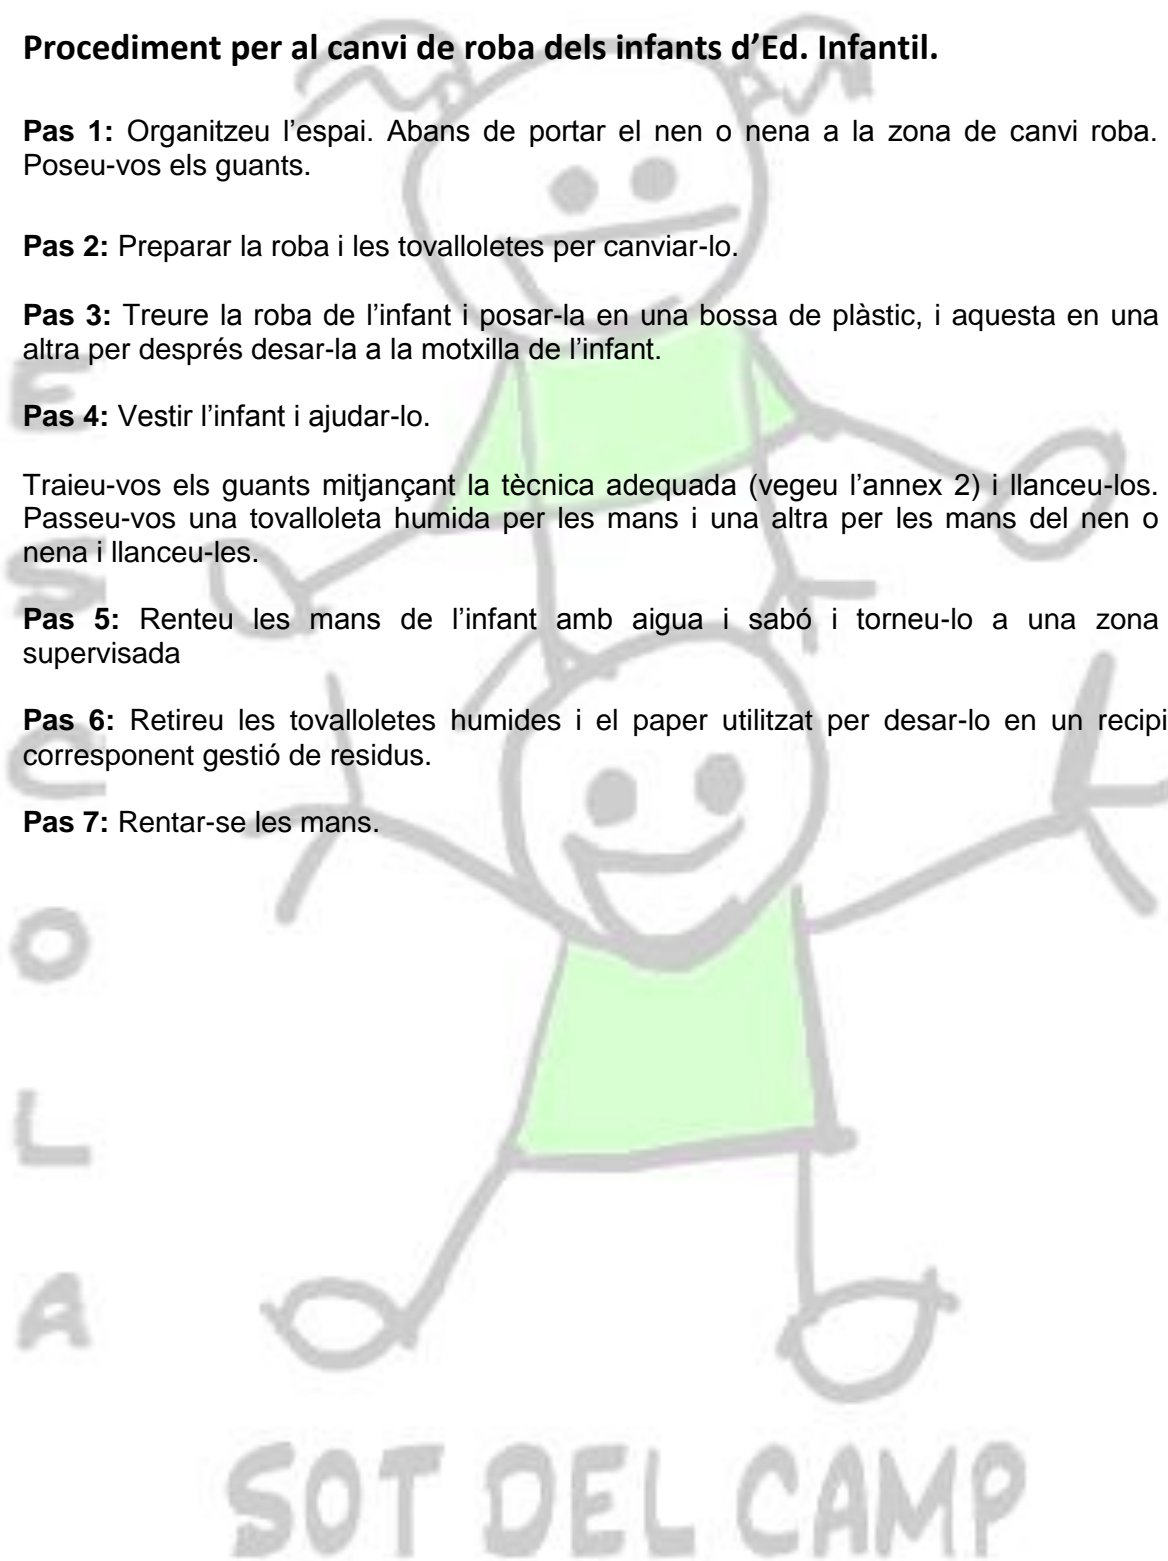 Procediment per al canvi de roba dels infants d’Ed. Infantil.
Pas 1: Organitzeu l’espai. Abans de portar el nen o nena a la zona de canvi roba.
Poseu-vos els guants.
Pas 2: Preparar la roba i les tovalloletes per canviar-lo.
Pas 3: Treure la roba de l’infant i posar-la en una bossa de plàstic, i aquesta en una
altra per després desar-la a la motxilla de l’infant.
Pas 4: Vestir l’infant i ajudar-lo.
Traieu-vos els guants mitjançant la tècnica adequada (vegeu l’annex 2) i llanceu-los.
Passeu-vos una tovalloleta humida per les mans i una altra per les mans del nen o
nena i llanceu-les.
Pas 5: Renteu les mans de l’infant amb aigua i sabó i torneu-lo a una zona
supervisada
Pas 6: Retireu les tovalloletes humides i el paper utilitzat per desar-lo en un recipi
corresponent gestió de residus.
Pas 7: Rentar-se les mans.
ESCOLA
SOT DEL CAMP